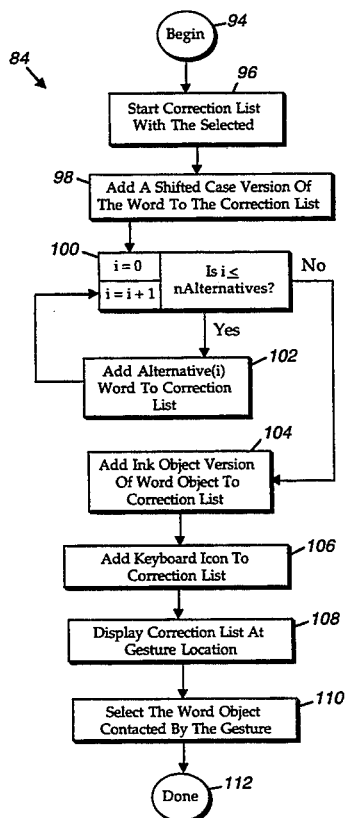 84
Begin
94
96
Start Correction List
With The Selected
98
Add A Shifted Case Version Of
The Word To The Correction List
100
i = 0
i = i + 1
Is i ≤
nAlternatives?
No
Yes
102
Add Alternative(i)
Word To Correction
List
104
Add Ink Object Version
Of Word Object To
Correction List
106
Add Keyboard Icon To
Correction List
108
Display Correction List At
Gesture Location
110
Select The Word Object
Contacted By The Gesture
112
Done